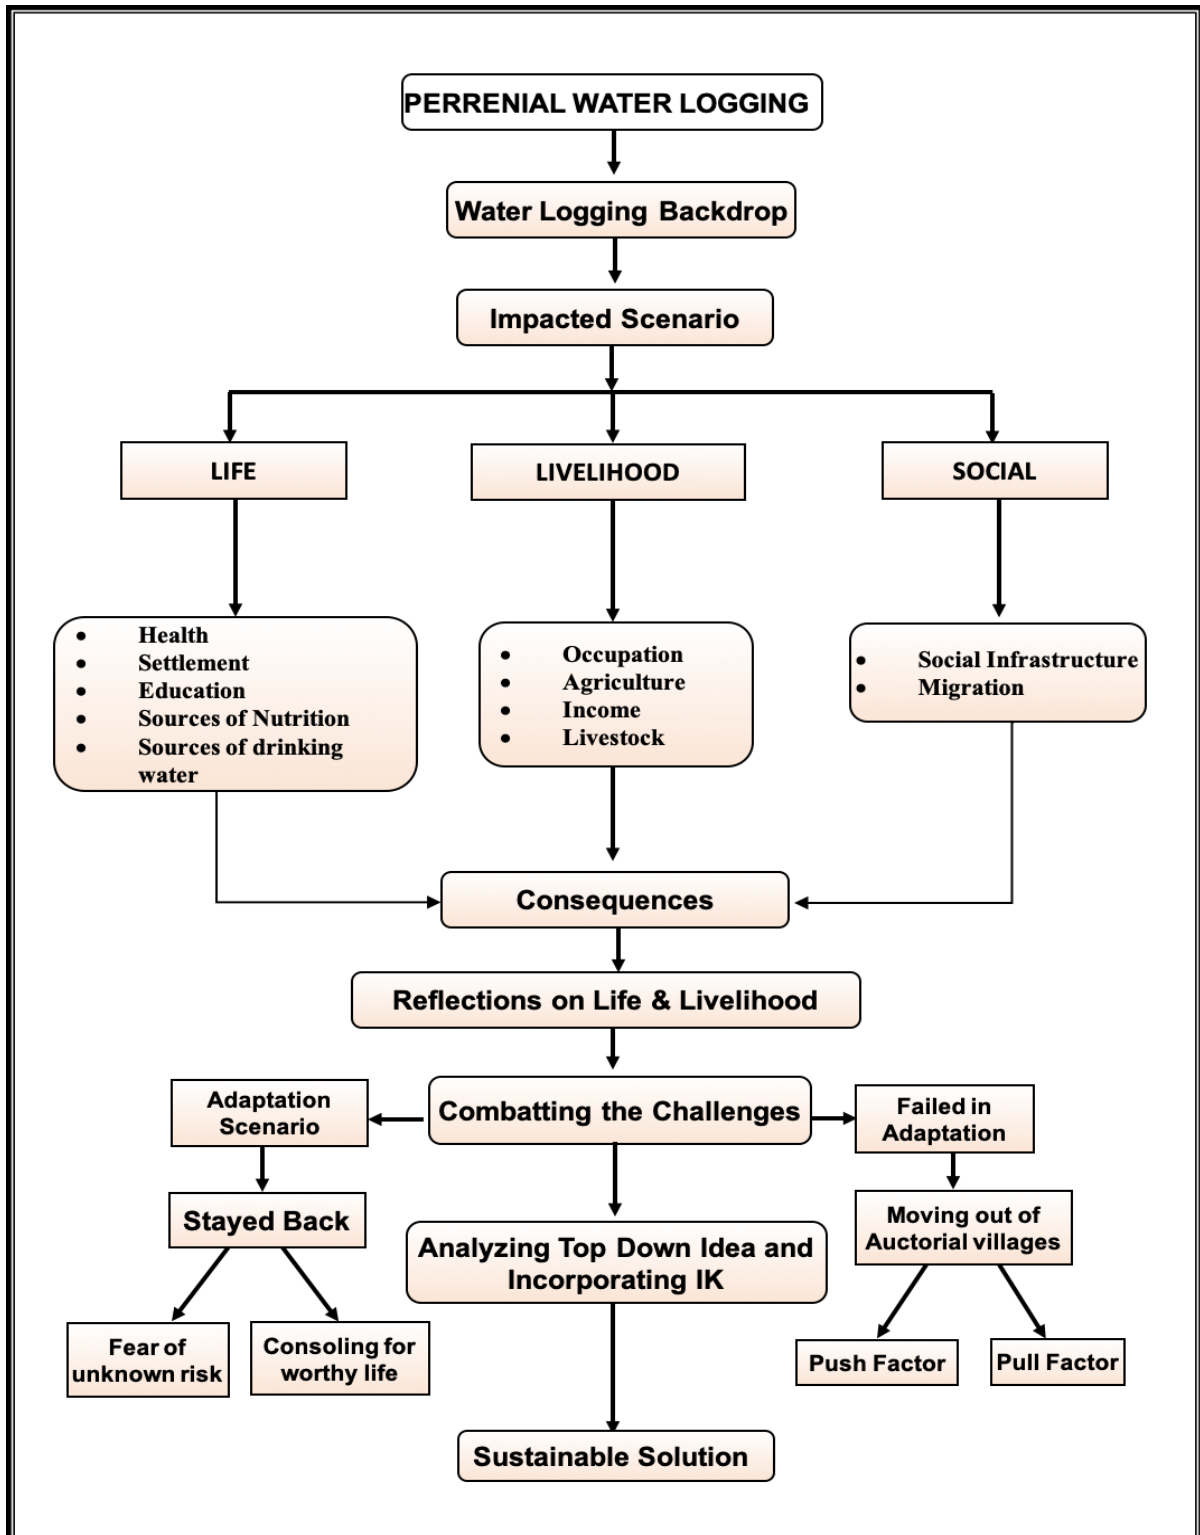 PERRENIAL WATER LOGGING
Water Logging Backdrop
Impacted Scenario
LIFE
LIVELIHOOD
SOCIAL
• Health
• Settlement
• Education
• Sources of Nutrition
• Sources of drinking
water
• Occupation
• Agriculture
• Income
• Livestock
• Social Infrastructure
• Migration
Consequences
Reflections on Life & Livelihood
Adaptation
Scenario
Combatting the Challenges
Failed in
Adaptation
Stayed Back
Analyzing Top Down Idea and
Incorporating IK
Moving out of
Auctorial villages
Fear of
unknown risk
Consoling for
worthy life
Push Factor
Pull Factor
Sustainable Solution